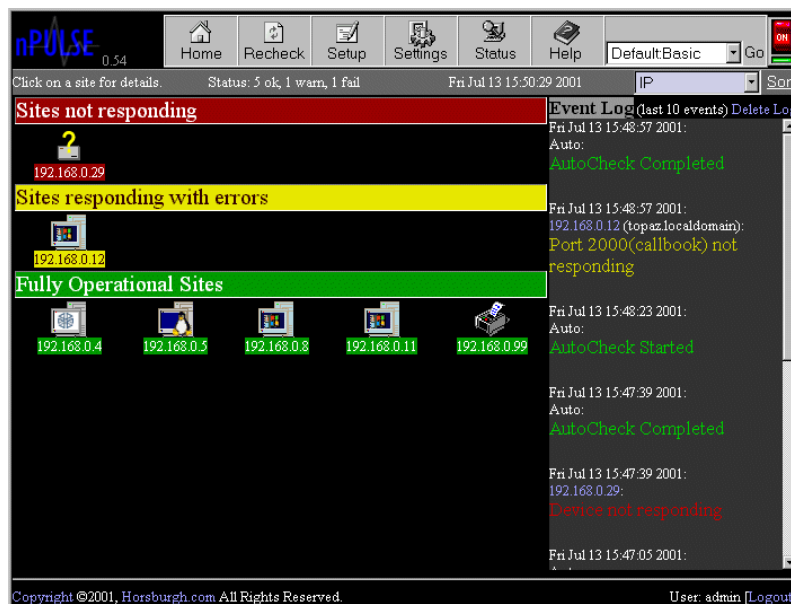 nPULSE 0.54
Home Recheck Setup Settings Status Help Default:Basic Go ON
Click on a site for details. Status: 5 ok, 1 warn, 1 fail Fri Jul 13 15:50:29 2001 IP
Sites not responding
192.168.0.29
Sites responding with errors
192.168.0.12
Fully Operational Sites
192.168.0.4 192.168.0.5 192.168.0.8 192.168.0.11 192.168.0.99
Event Log (last 10 events) Delete
Fri Jul 13 15:48:57 2001:
Auto:
AutoCheck Completed
Fri Jul 13 15:48:57 2001:
192.168.0.12 (topaz.localdomain):
Port 2000(callbook) not
responding
Fri Jul 13 15:48:23 2001:
Auto:
AutoCheck Started
Fri Jul 13 15:47:39 2001:
Auto:
AutoCheck Completed
Fri Jul 13 15:47:39 2001:
192.168.0.29:
Device not responding
Fri Jul 13 15:47:05 2001:
Copyright ©2001, Horsburgh.com All Rights Reserved. User: admin [Logout